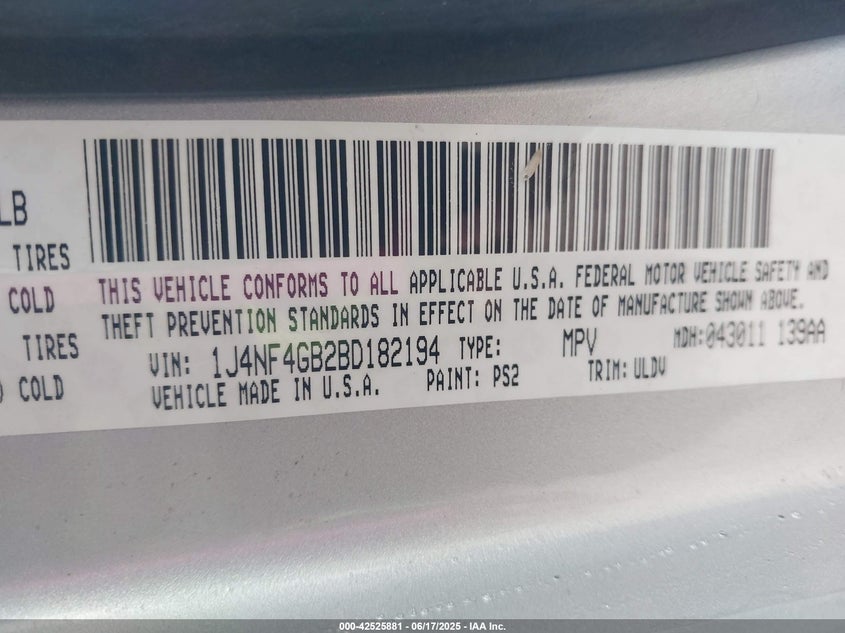 LB
TIRES
COLD
TIRES
COLD
THIS VEHICLE CONFORMS TO ALL APPLICABLE U.S.A. FEDERAL MOTOR VEHICLE SAFETY AND
THEFT PREVENTION STANDARDS IN EFFECT ON THE DATE OF MANUFACTURE SHOWN ABOVE.
VIN: 1J4NF4GB2BD182194 TYPE: MPV MDH:043011 139AA
VEHICLE MADE IN U.S.A. PAINT: PS2 TRIM: ULDV
000-42525881 - 06/17/2025 - IAA Inc.